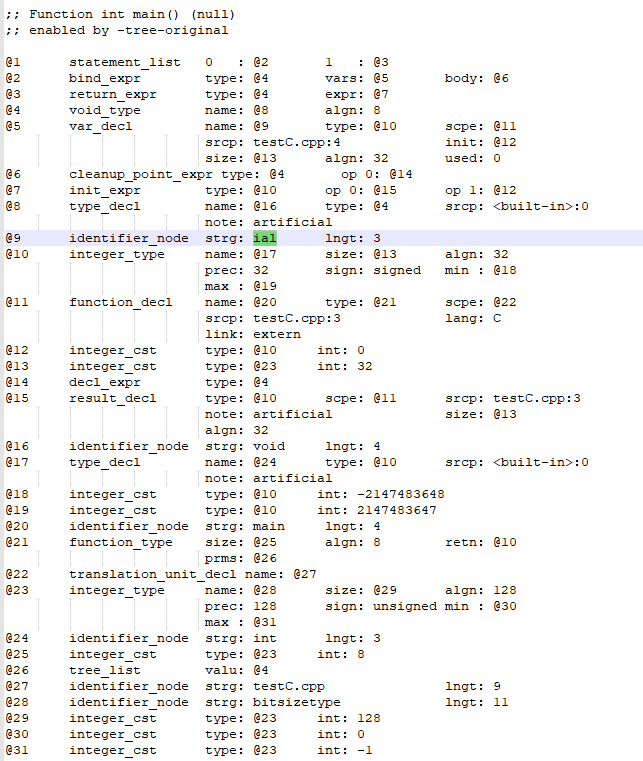 ;; Function int main() (null)
;; enabled by -tree-original

@1      statement_list   0   : @2       1   : @3
@2      bind_expr        type: @4       vars: @5       body: @6
@3      return_expr      type: @4       expr: @7
@4      void_type        name: @8       algn: 8
@5      var_decl         name: @9       type: @10      scpe: @11
                         srcp: testC.cpp:4             init: @12
                         size: @13      algn: 32       used: 0
@6      cleanup_point_expr type: @4       op 0: @14
@7      init_expr        type: @10      op 0: @15      op 1: @12
@8      type_decl        name: @16      type: @4       srcp: <built-in>:0
                         note: artificial
@9      identifier_node  strg: ial      lngt: 3
@10     integer_type     name: @17      size: @13      algn: 32
                         prec: 32       sign: signed   min : @18
                         max : @19
@11     function_decl    name: @20      type: @21      scpe: @22
                         srcp: testC.cpp:3             lang: C
                         link: extern
@12     integer_cst      type: @10     int: 0
@13     integer_cst      type: @23     int: 32
@14     decl_expr        type: @4
@15     result_decl      type: @10      scpe: @11      srcp: testC.cpp:3
                         note: artificial              size: @13
                         algn: 32
@16     identifier_node  strg: void     lngt: 4
@17     type_decl        name: @24      type: @10      srcp: <built-in>:0
                         note: artificial
@18     integer_cst      type: @10     int: -2147483648
@19     integer_cst      type: @10     int: 2147483647
@20     identifier_node  strg: main     lngt: 4
@21     function_type    size: @25      algn: 8        retn: @10
                         prms: @26
@22     translation_unit_decl name: @27
@23     integer_type     name: @28      size: @29      algn: 128
                         prec: 128      sign: unsigned min : @30
                         max : @31
@24     identifier_node  strg: int      lngt: 3
@25     integer_cst      type: @23     int: 8
@26     tree_list        valu: @4
@27     identifier_node  strg: testC.cpp               lngt: 9
@28     identifier_node  strg: bitsizetype             lngt: 11
@29     integer_cst      type: @23     int: 128
@30     integer_cst      type: @23     int: 0
@31     integer_cst      type: @23     int: -1